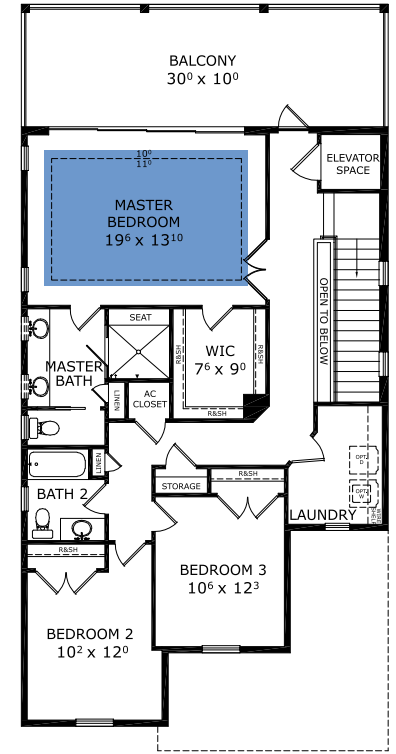 BALCONY
30⁰ x 10⁰
ELEVATOR
SPACE
10⁰
11⁰
MASTER
BEDROOM
19⁶ x 13¹⁰
OPEN TO BELOW
SEAT
MASTER
BATH
R&SH
WIC
7⁶ x 9⁰
R&SH
R&SH
LINEN
AC
CLOSET
LINEN
BATH 2
STORAGE
R&SH
OPT.
D
OPT.
W
LAUNDRY
R&SH
BEDROOM 3
10⁶ x 12³
BEDROOM 2
10² x 12⁰